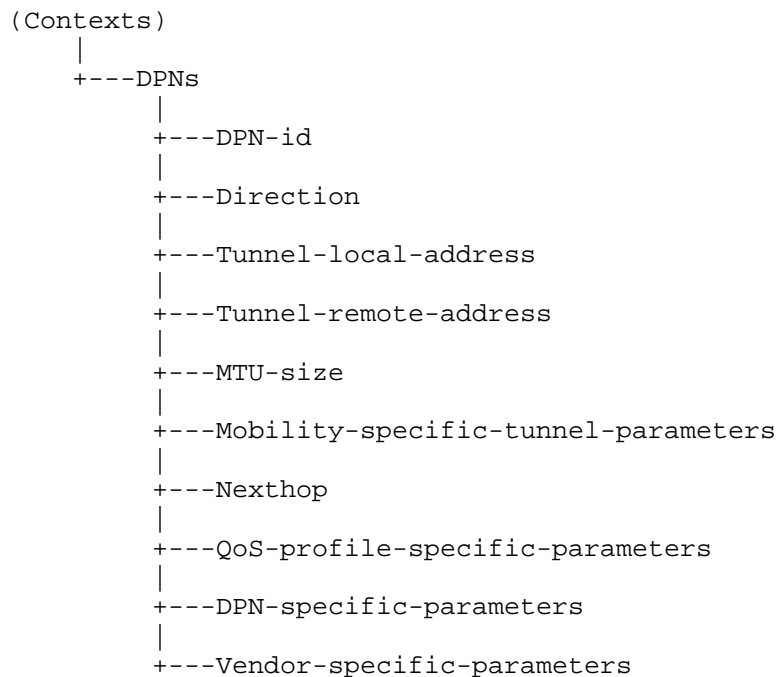 (Contexts)
|
+---DPNs
|
+---DPN-id
|
+---Direction
|
+---Tunnel-local-address
|
+---Tunnel-remote-address
|
+---MTU-size
|
+---Mobility-specific-tunnel-parameters
|
+---Nexthop
|
+---QoS-profile-specific-parameters
|
+---DPN-specific-parameters
|
+---Vendor-specific-parameters